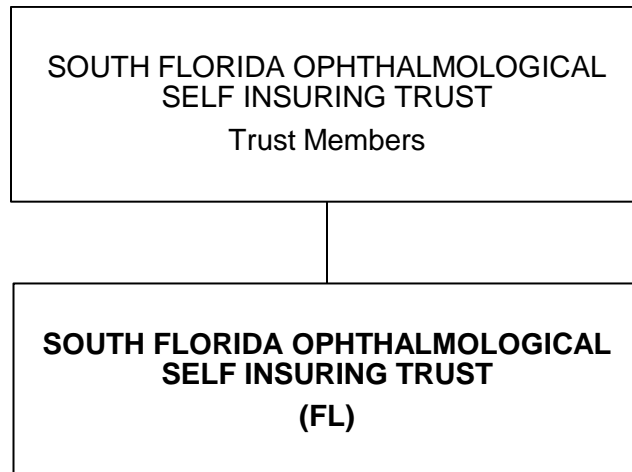 SOUTH FLORIDA OPHTHALMOLOGICAL
SELF INSURING TRUST
Trust Members
SOUTH FLORIDA OPHTHALMOLOGICAL
SELF INSURING TRUST
(FL)